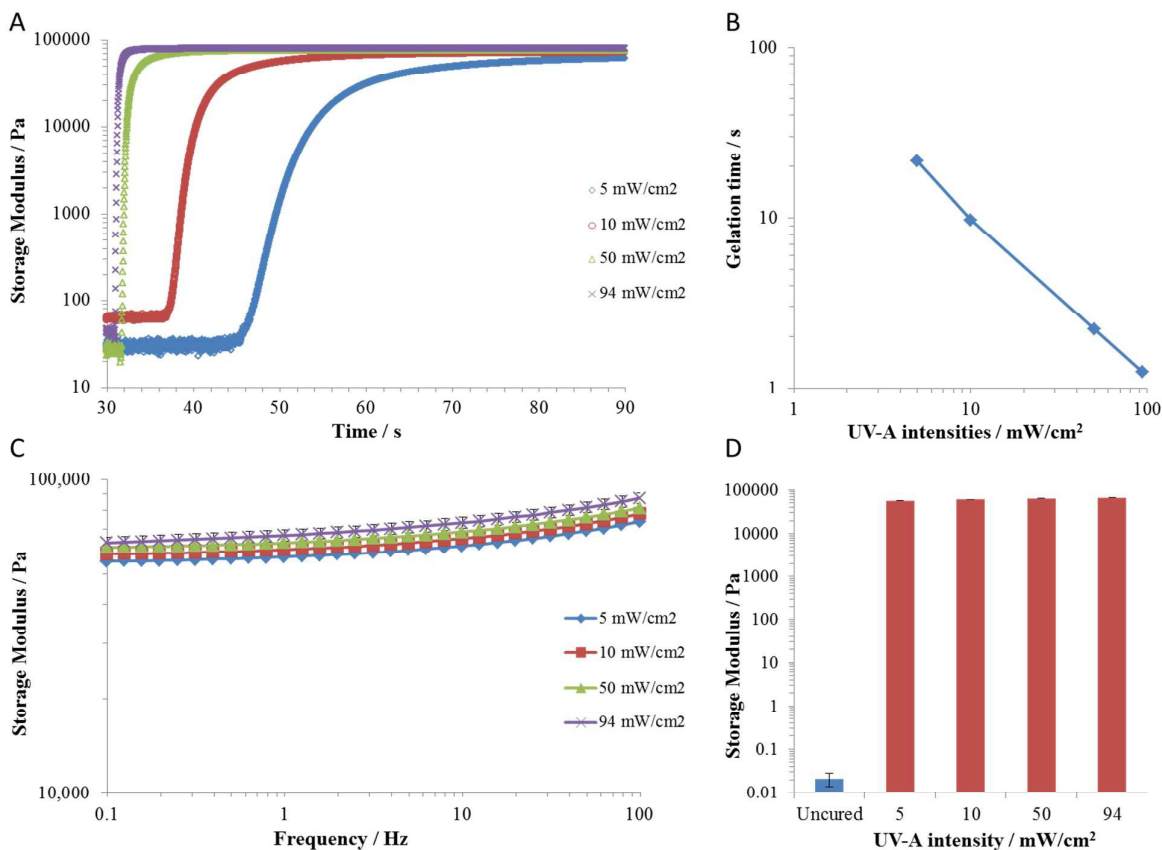 A
100000
10000
1000
100
10
Storage Modulus / Pa
30 40 50 60 70 80 90
Time / s
5 mW/cm2
10 mW/cm2
50 mW/cm2
94 mW/cm2
B
100
10
1
Gelation time / s
1 10 100
UV-A intensities / mW/cm²
C
100,000
10,000
Storage Modulus / Pa
0.1 1 10 100
Frequency / Hz
5 mW/cm2
10 mW/cm2
50 mW/cm2
94 mW/cm2
D
100000
10000
1000
100
10
1
0.1
0.01
Storage Modulus / Pa
Uncured 5 10 50 94
UV-A intensity / mW/cm²